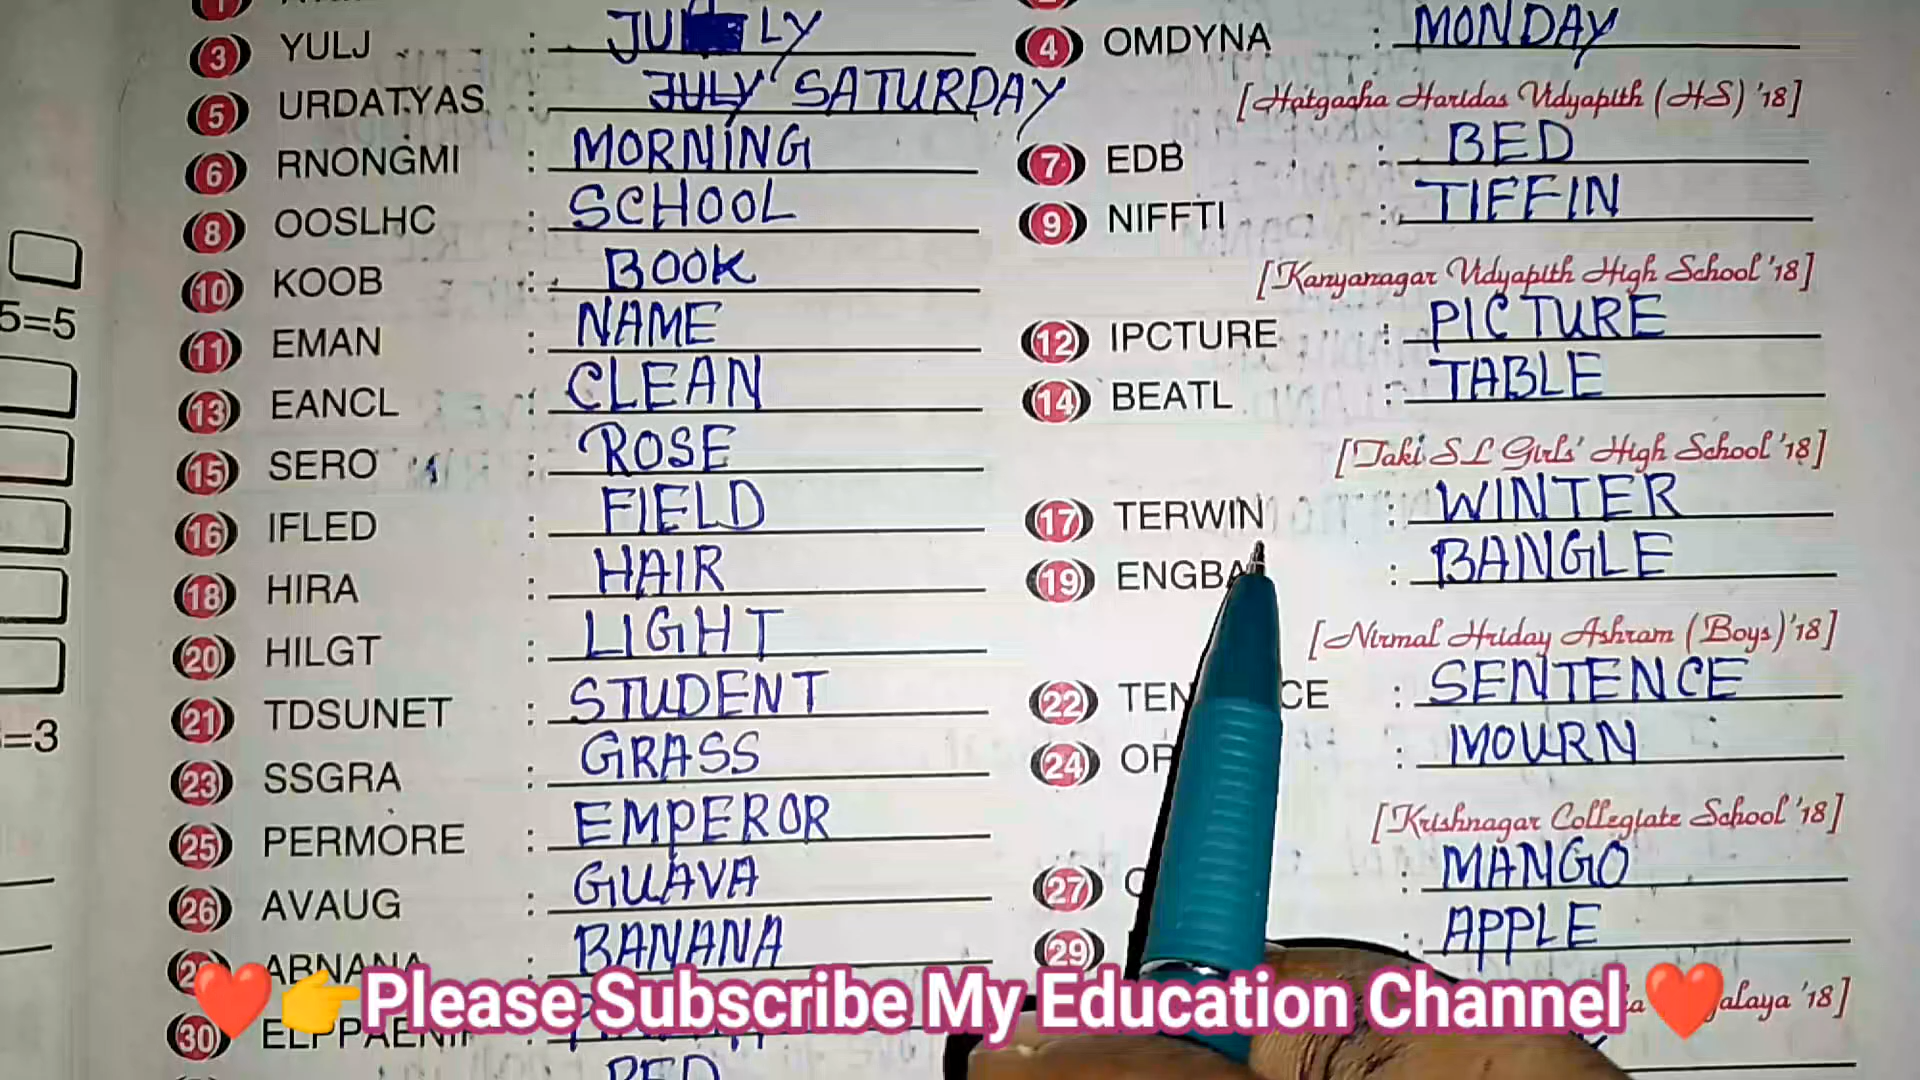 3 YULJ : JULY 4 OMDYNA : MONDAY
5 URDATYAS : JULY SATURDAY
[Hatgacha Haridas Vidyapith (HS) '18]
6 RNONGMI : MORNING 7 EDB : BED
8 OOSLHC : SCHOOL 9 NIFFTI : TIFFIN
[Kanyanagar Vidyapith High School '18]
10 KOOB : BOOK
5=5
11 EMAN : NAME 12 IPCTURE : PICTURE
13 EANCL : CLEAN 14 BEATL : TABLE
[Taki S L Girls' High School '18]
15 SERO : ROSE
16 IFLED : FIELD 17 TERWIN : WINTER
18 HIRA : HAIR 19 : BANGLE
[Nirmal Hriday Ashram (Boys) '18]
20 HILGT : LIGHT
21 TDSUNET : STUDENT 22 : SENTENCE
=3
23 SSGRA : GRASS 24 : MOURN
[Krishnagar Collegiate School '18]
25 PERMORE : EMPEROR
26 AVAUG : GUAVA 27 : MANGO
BANANA 29 : APPLE
❤️👉Please Subscribe My Education Channel❤️
'18]
30